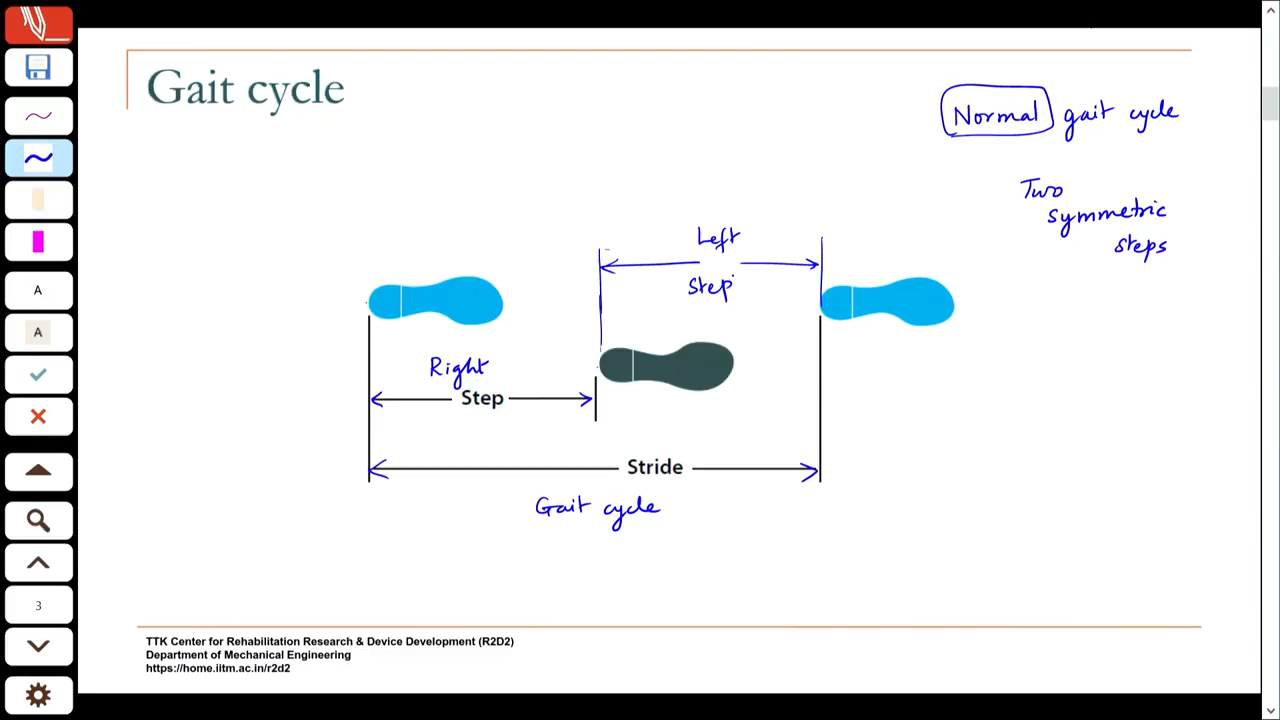 Gait cycle
Normal gait cycle
Two
symmetric
steps
Left
Step
Right
Step
Stride
Gait cycle
A
A
3
TTK Center for Rehabilitation Research & Device Development (R2D2)
Department of Mechanical Engineering
https://home.iitm.ac.in/r2d2